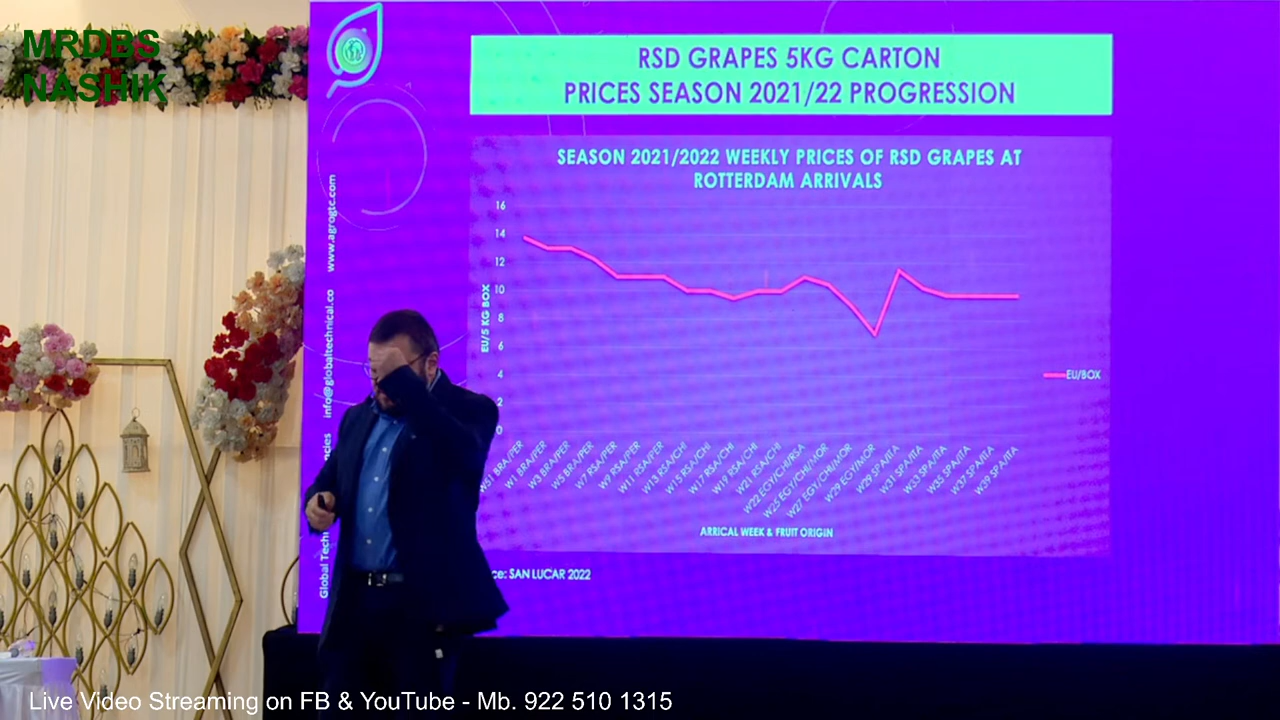 MRDBS
NASHIK
RSD GRAPES 5KG CARTON
PRICES SEASON 2021/22 PROGRESSION
SEASON 2021/2022 WEEKLY PRICES OF RSD GRAPES AT
ROTTERDAM ARRIVALS
16
14
12
10
8
6
4
2
0
EU/5 KG BOX
EU/BOX
W51 BRA/PER
W1 BRA/PER
W3 BRA/PER
W5 BRA/PER
W7 RSA/PER
W9 RSA/PER
W11 RSA/PER
W13 RSA/CHI
W15 RSA/CHI
W17 RSA/CHI
W19 RSA/CHI
W21 RSA/CHI
W23 EGY/CHI/RSA
W25 EGY/CHI/MOR
W27 EGY/CHI/MOR
W29 EGY/MOR
W29 SPA/ITA
W31 SPA/ITA
W33 SPA/ITA
W35 SPA/ITA
W37 SPA/ITA
W39 SPA/ITA
ARRICAL WEEK & FRUIT ORIGIN
SAN LUCAR 2022
www.agrogtc.com
info@globaltechnical.co
Global
Live Video Streaming on FB & YouTube - Mb. 922 510 1315